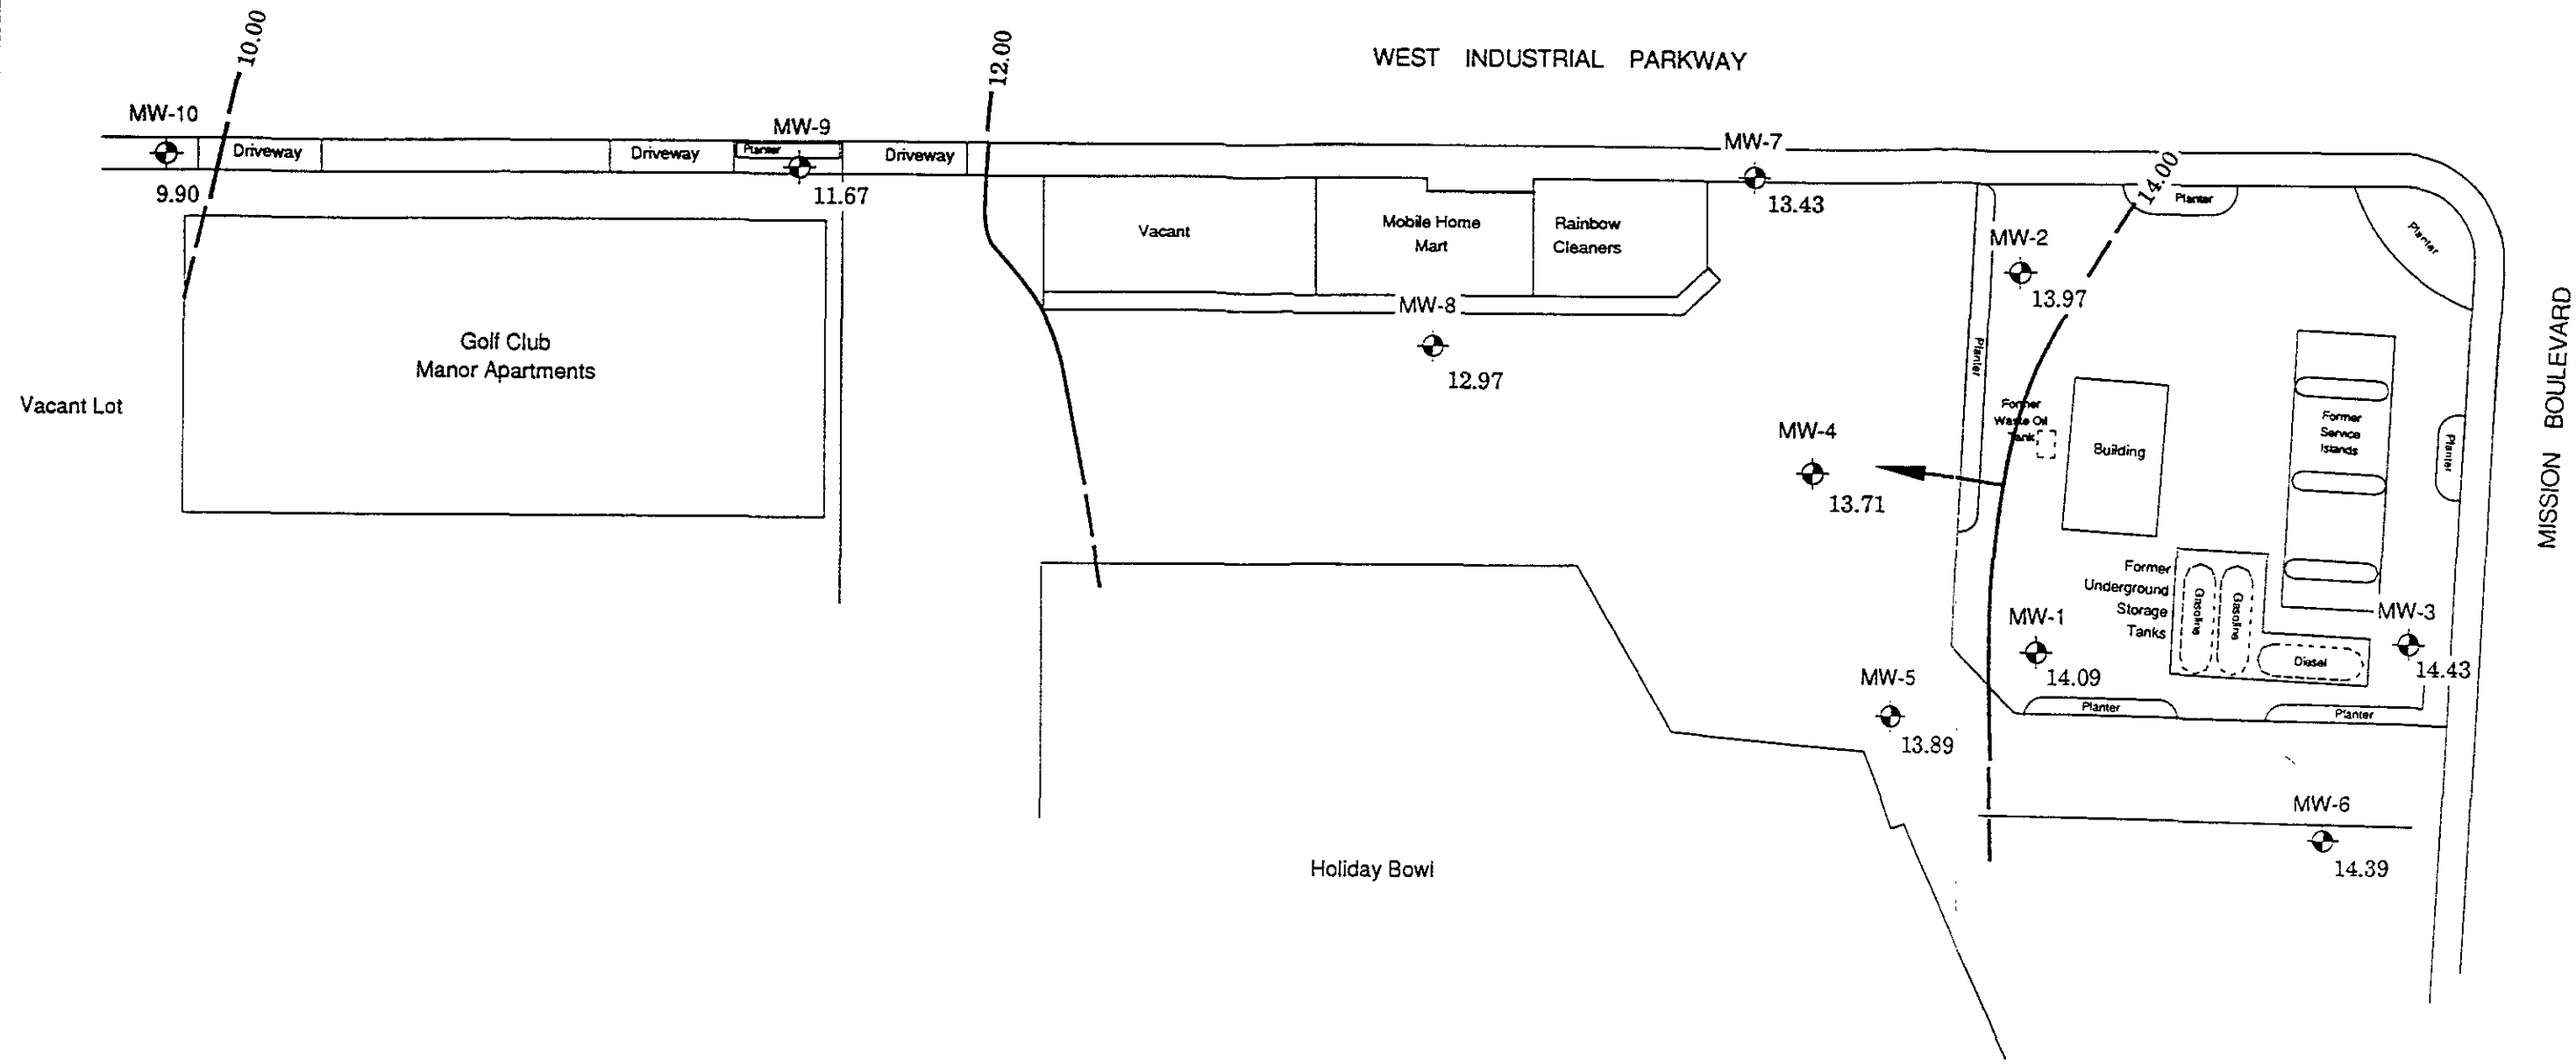 10.00
12.00
WEST INDUSTRIAL PARKWAY
MW-10
9.90
Driveway
Driveway
MW-9
Planter
11.67
Driveway
MW-7
13.43
14.00
Planter
Planter
Vacant
Mobile Home
Mart
Rainbow
Cleaners
MW-2
13.97
MW-8
12.97
Golf Club
Manor Apartments
Vacant Lot
MW-4
13.71
Planter
Former
Waste Oil
Tank
Building
Former
Service
Islands
Planter
MISSION BOULEVARD
Former
Underground
Storage
Tanks
Gasoline
Gasoline
Diesel
MW-3
14.43
MW-1
14.09
MW-5
13.89
Planter
Planter
MW-6
14.39
Holiday Bowl